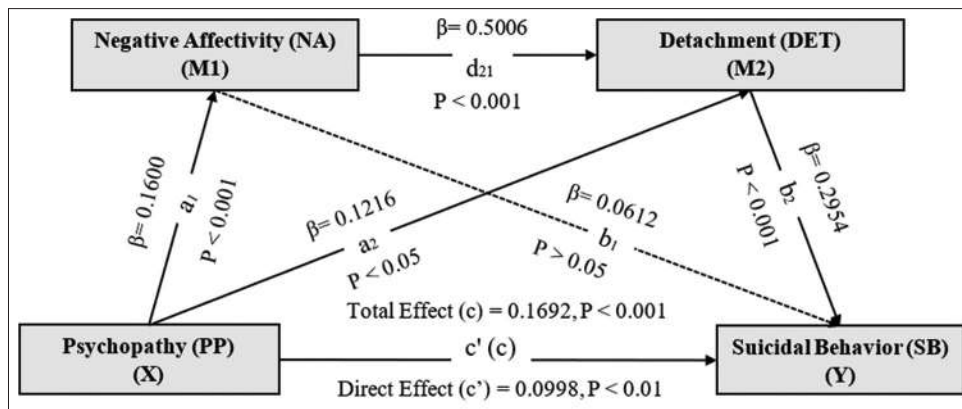 Negative Affectivity (NA)
(M1)
β= 0.5006
d21
P < 0.001
Detachment (DET)
(M2)
β= 0.1600
a1
P < 0.001
β= 0.1216
a2
P < 0.05
β= 0.0612
b1
P > 0.05
β= 0.2954
b2
P < 0.001
Total Effect (c) = 0.1692, P < 0.001
Psychopathy (PP)
(X)
c' (c)
Direct Effect (c’) = 0.0998, P < 0.01
Suicidal Behavior (SB)
(Y)